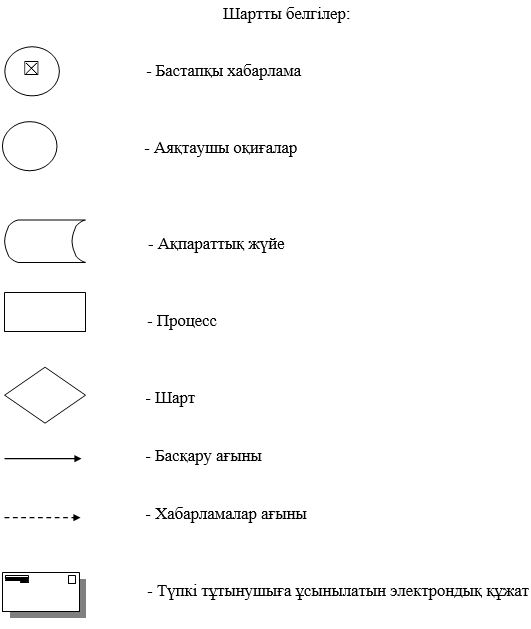 Шартты белгілер:
- Бастапқы хабарлама
- Аяқтаушы оқиғалар
- Ақпараттық жүйе
- Процесс
- Шарт
- Басқару ағыны
- Хабарламалар ағыны
- Түпкі тұтынушыға ұсынылатын электрондық құжат